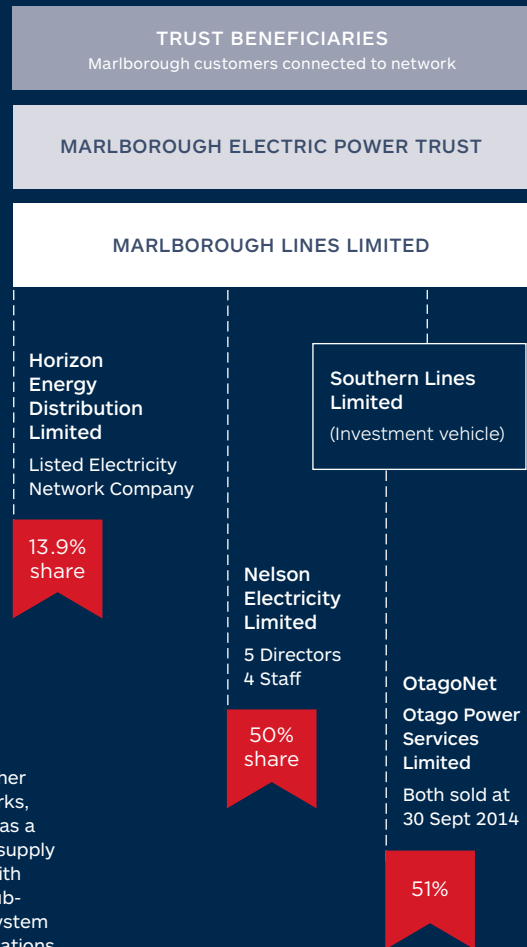 TRUST BENEFICIARIES
Marlborough customers connected to network
MARLBOROUGH ELECTRIC POWER TRUST
MARLBOROUGH LINES LIMITED
Horizon
Energy
Distribution
Limited
Listed Electricity
Network Company
13.9%
share
Southern Lines
Limited
(Investment vehicle)
Nelson
Electricity
Limited
5 Directors
4 Staff
50%
share
OtagoNet
Otago Power
Services
Limited
Both sold at
30 Sept 2014
51%
as a
supply